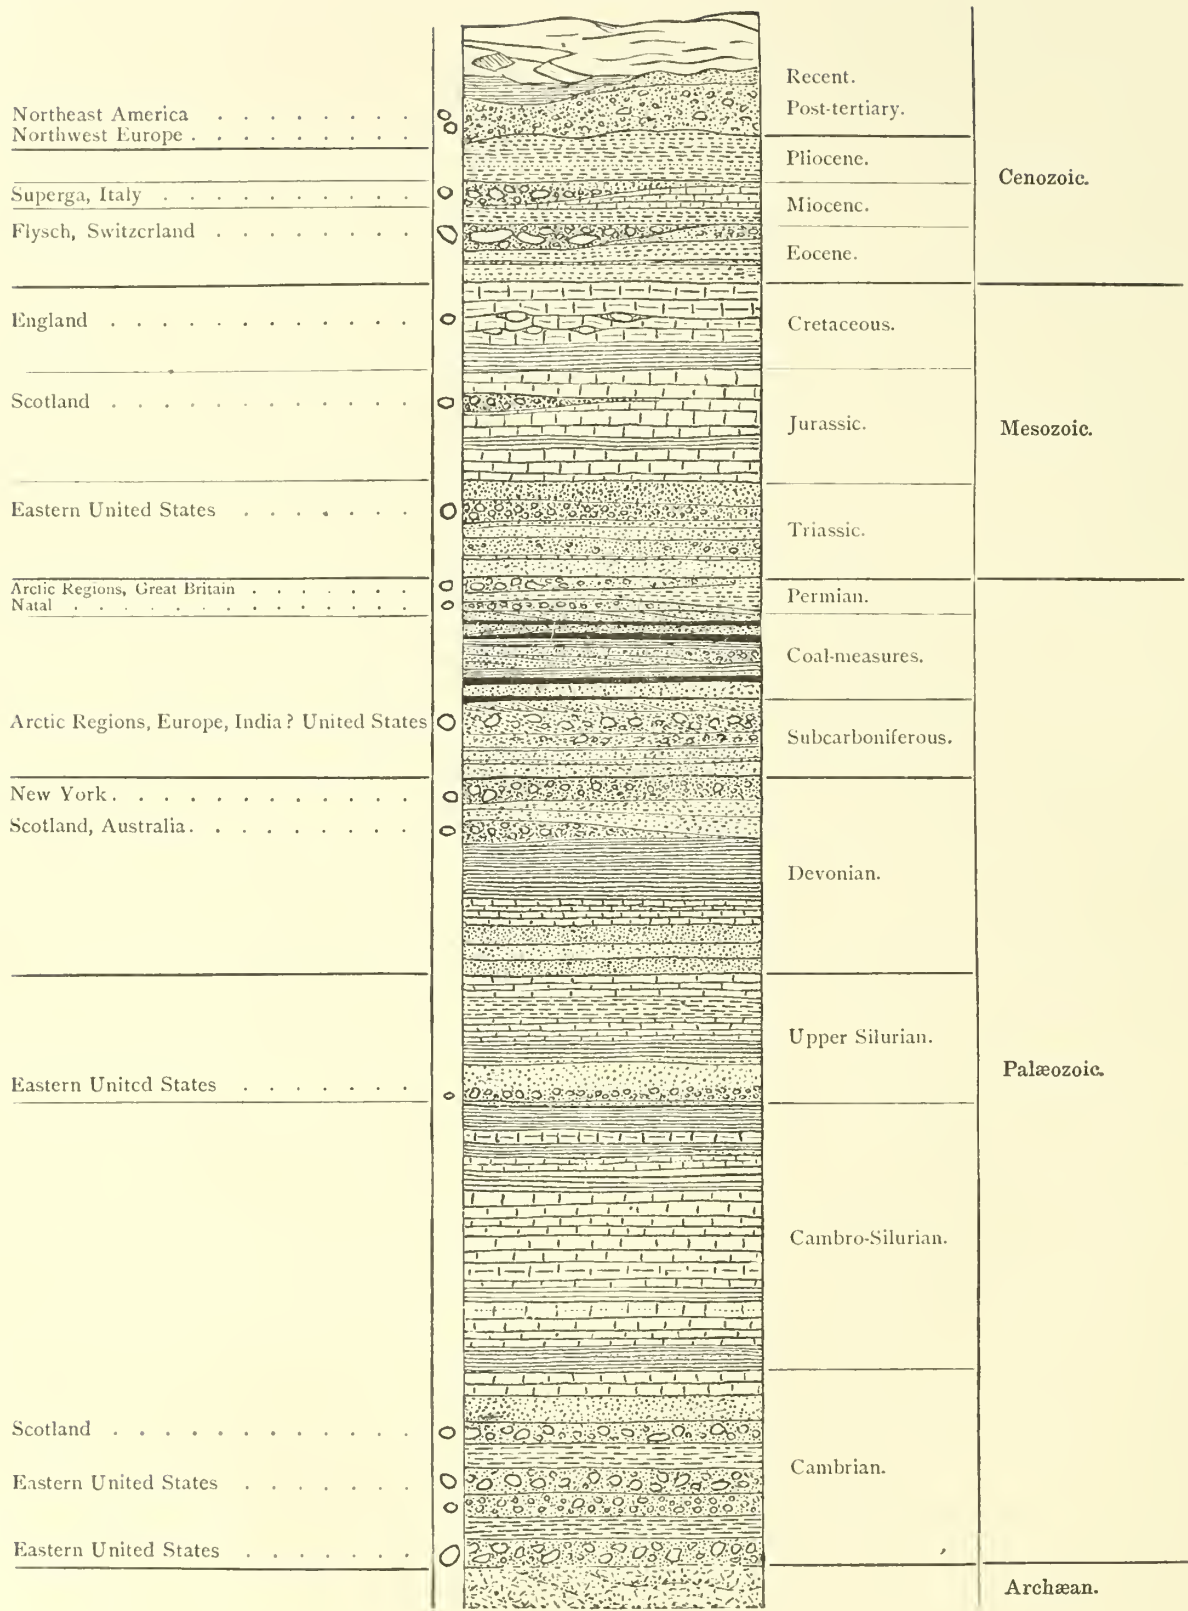 Recent.
Northeast America
Post-tertiary.
Northwest Europe
Pliocene.
Cenozoic.
Superga, Italy
Miocene.
Flysch, Switzerland
Eocene.
England
Cretaceous.
Scotland
Jurassic.
Mesozoic.
Eastern United States
Triassic.
Arctic Regions, Great Britain
Permian.
Natal
Coal-measures.
Arctic Regions, Europe, India? United States
Subcarboniferous.
New York
Scotland, Australia
Devonian.
Upper Silurian.
Palæozoic.
Eastern United States
Cambro-Silurian.
Scotland
Cambrian.
Eastern United States
Eastern United States
Archæan.